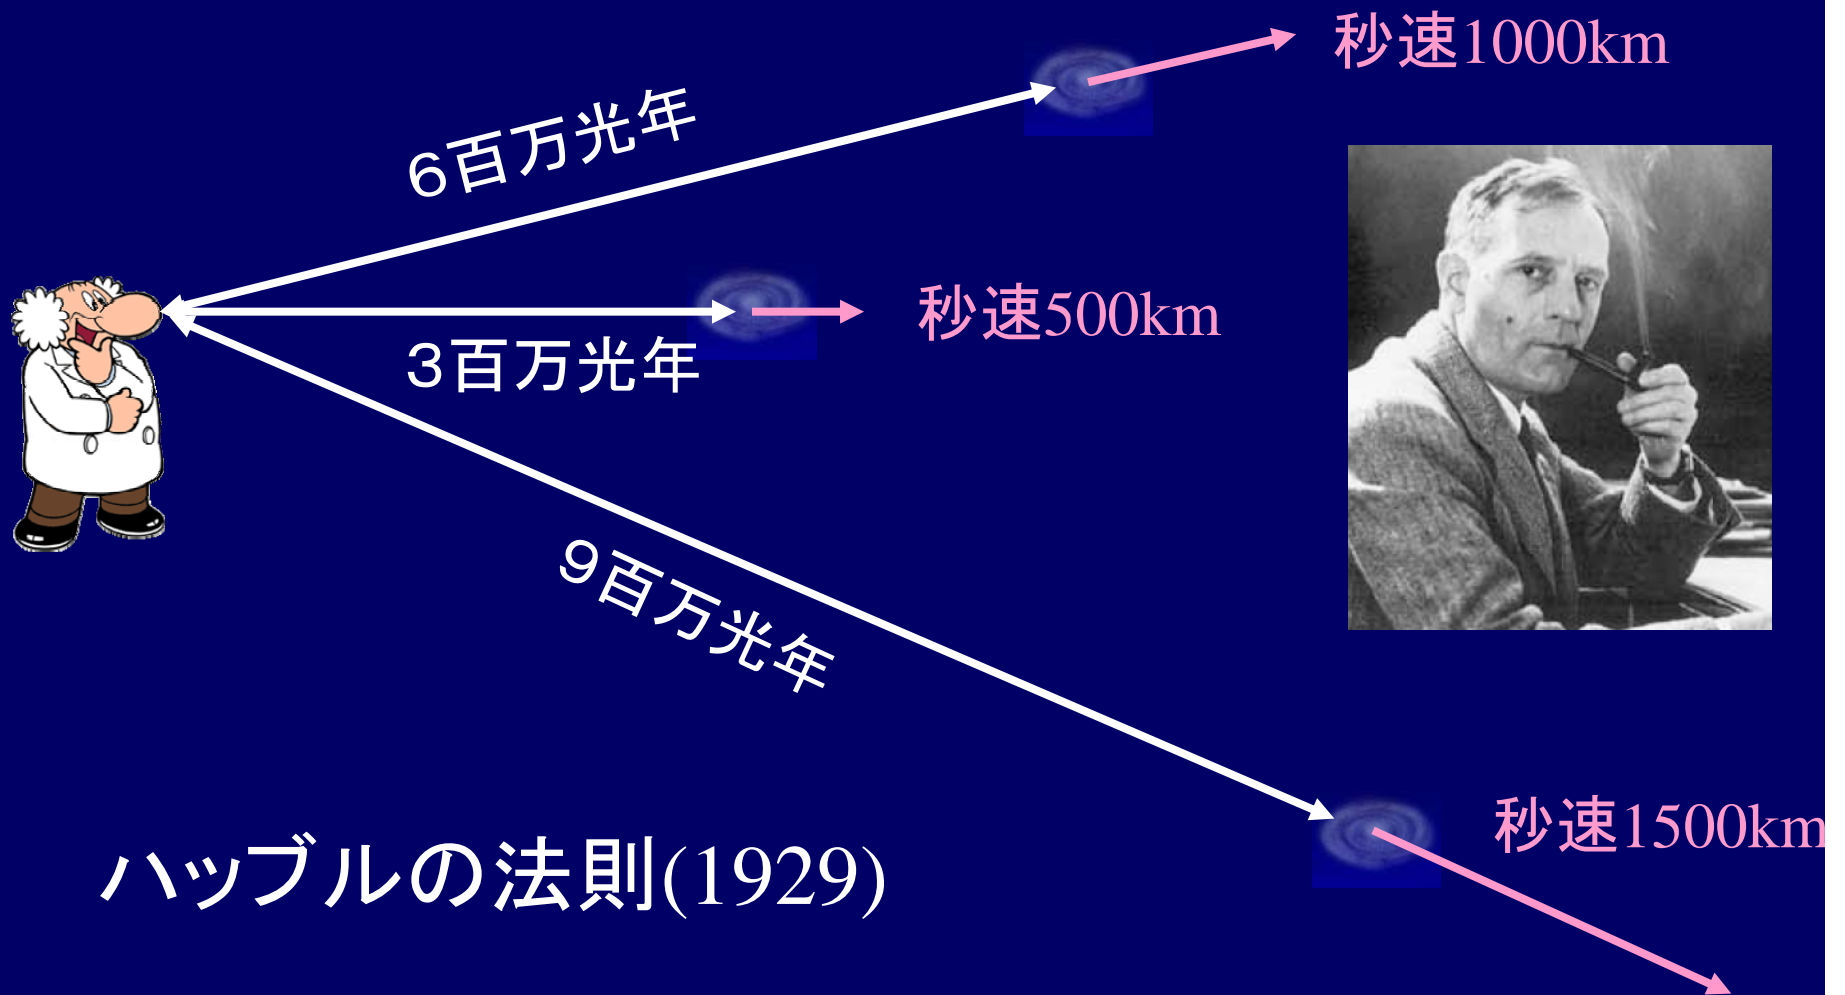 秒速1000km
６百万光年
秒速500km
３百万光年
９百万光年
秒速1500km
ハッブルの法則(1929)